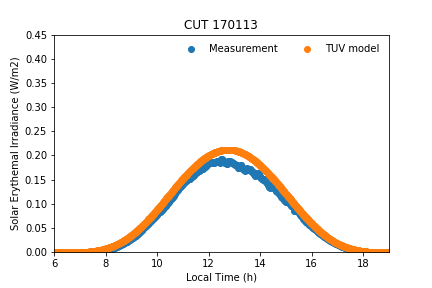 CUT 170113
Measurement
TUV model
Solar Erythemal Irradiance (W/m2)
0.45
0.40
0.35
0.30
0.25
0.20
0.15
0.10
0.05
0.00
6 8 10 12 14 16 18
Local Time (h)